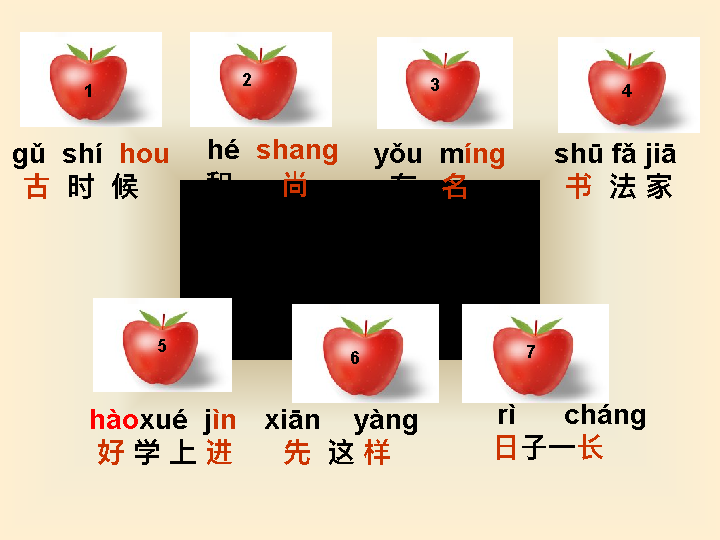 1 2 3 4
gǔ shí hou hé shang yǒu míng shū fǎ jiā
古 时 候 和 尚 有 名 书 法 家
5 6 7
hàoxué jìn xiān yàng rì cháng
好 学 上 进 先 这 样 日子一长